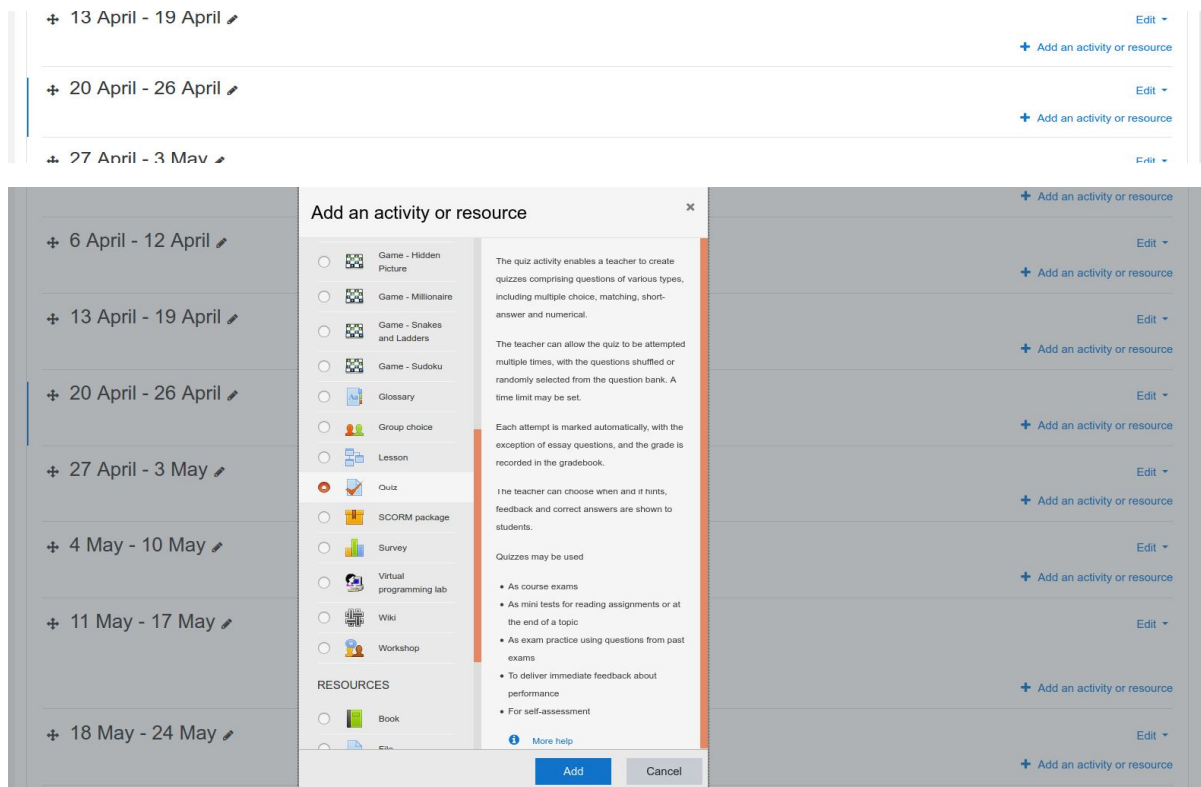 13 April - 19 April
Edit
Add an activity or resource
20 April - 26 April
Edit
Add an activity or resource
27 April - 3 May
Edit
Add an activity or resource
6 April - 12 April
Edit
Add an activity or resource
13 April - 19 April
Edit
Add an activity or resource
20 April - 26 April
Edit
Add an activity or resource
27 April - 3 May
Edit
Add an activity or resource
4 May - 10 May
Edit
Add an activity or resource
11 May - 17 May
Edit
Add an activity or resource
18 May - 24 May
Edit
Add an activity or resource
Add an activity or resource
Game - Hidden
Picture
Game - Millionaire
Game - Snakes
and Ladders
Game - Sudoku
Glossary
Group choice
Lesson
Quiz
SCORM package
Survey
Virtual
programming lab
Wiki
Workshop
RESOURCES
Book
File
The quiz activity enables a teacher to create
quizzes comprising questions of various types,
including multiple choice, matching, short-
answer and numerical.
The teacher can allow the quiz to be attempted
multiple times, with the questions shuffled or
randomly selected from the question bank. A
time limit may be set.
Each attempt is marked automatically, with the
exception of essay questions, and the grade is
recorded in the gradebook.
The teacher can choose when and if hints,
feedback and correct answers are shown to
students.
Quizzes may be used
• As course exams
• As mini tests for reading assignments or at
the end of a topic
• As exam practice using questions from past
exams
• To deliver immediate feedback about
performance
• For self-assessment
More help
Add
Cancel